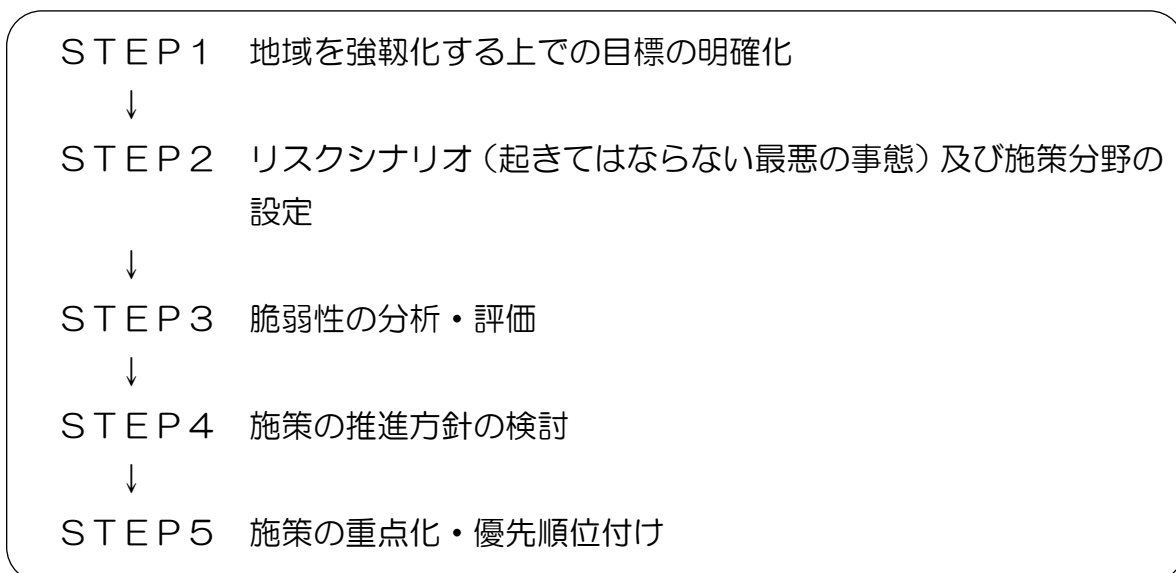 ＳＴＥＰ１　地域を強靱化する上での目標の明確化
↓
ＳＴＥＰ２　リスクシナリオ（起きてはならない最悪の事態）及び施策分野の
設定
↓
ＳＴＥＰ３　脆弱性の分析・評価
↓
ＳＴＥＰ４　施策の推進方針の検討
↓
ＳＴＥＰ５　施策の重点化・優先順位付け